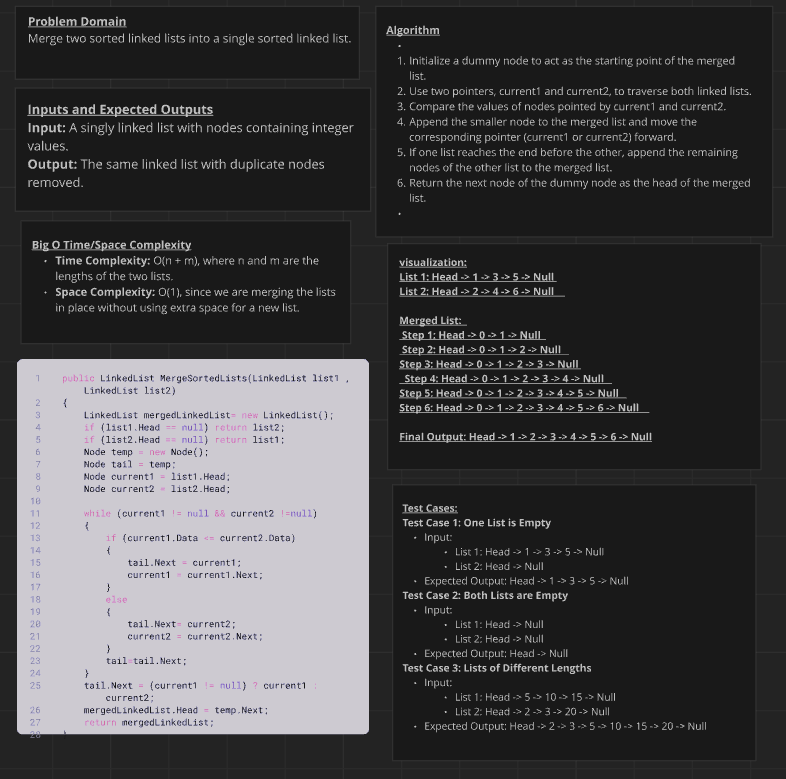 Problem Domain
Merge two sorted linked lists into a single sorted linked list.
Inputs and Expected Outputs
Input: A singly linked list with nodes containing integer
values.
Output: The same linked list with duplicate nodes
removed.
Big O Time/Space Complexity
• Time Complexity: O(n + m), where n and m are the
lengths of the two lists.
• Space Complexity: O(1), since we are merging the lists
in place without using extra space for a new list.
1 public LinkedList MergeSortedLists(LinkedList list1 ,
LinkedList list2)
2 {
3 LinkedList mergedLinkedList= new LinkedList();
4 if (list1.Head == null) return list2;
5 if (list2.Head == null) return list1;
6 Node temp = new Node();
7 Node tail = temp;
8 Node current1 = list1.Head;
9 Node current2 = list2.Head;
10
11 while (current1 != null && current2 !=null)
12 {
13 if (current1.Data <= current2.Data)
14 {
15 tail.Next = current1;
16 current1 = current1.Next;
17 }
18 else
19 {
20 tail.Next= current2;
21 current2 = current2.Next;
22 }
23 tail=tail.Next;
24 }
25 tail.Next = (current1 != null) ? current1 :
current2;
26 mergedLinkedList.Head = temp.Next;
27 return mergedLinkedList;
28 }
Algorithm
•
1. Initialize a dummy node to act as the starting point of the merged
list.
2. Use two pointers, current1 and current2, to traverse both linked lists.
3. Compare the values of nodes pointed by current1 and current2.
4. Append the smaller node to the merged list and move the
corresponding pointer (current1 or current2) forward.
5. If one list reaches the end before the other, append the remaining
nodes of the other list to the merged list.
6. Return the next node of the dummy node as the head of the merged
list.
•
visualization:
List 1: Head -> 1 -> 3 -> 5 -> Null
List 2: Head -> 2 -> 4 -> 6 -> Null
Merged List:
Step 1: Head -> 0 -> 1 -> Null
Step 2: Head -> 0 -> 1 -> 2 -> Null
Step 3: Head -> 0 -> 1 -> 2 -> 3 -> Null
Step 4: Head -> 0 -> 1 -> 2 -> 3 -> 4 -> Null
Step 5: Head -> 0 -> 1 -> 2 -> 3 -> 4 -> 5 -> Null
Step 6: Head -> 0 -> 1 -> 2 -> 3 -> 4 -> 5 -> 6 -> Null
Final Output: Head -> 1 -> 2 -> 3 -> 4 -> 5 -> 6 -> Null
Test Cases:
Test Case 1: One List is Empty
• Input:
• List 1: Head -> 1 -> 3 -> 5 -> Null
• List 2: Head -> Null
• Expected Output: Head -> 1 -> 3 -> 5 -> Null
Test Case 2: Both Lists are Empty
• Input:
• List 1: Head -> Null
• List 2: Head -> Null
• Expected Output: Head -> Null
Test Case 3: Lists of Different Lengths
• Input:
• List 1: Head -> 5 -> 10 -> 15 -> Null
• List 2: Head -> 2 -> 3 -> 20 -> Null
• Expected Output: Head -> 2 -> 3 -> 5 -> 10 -> 15 -> 20 -> Null